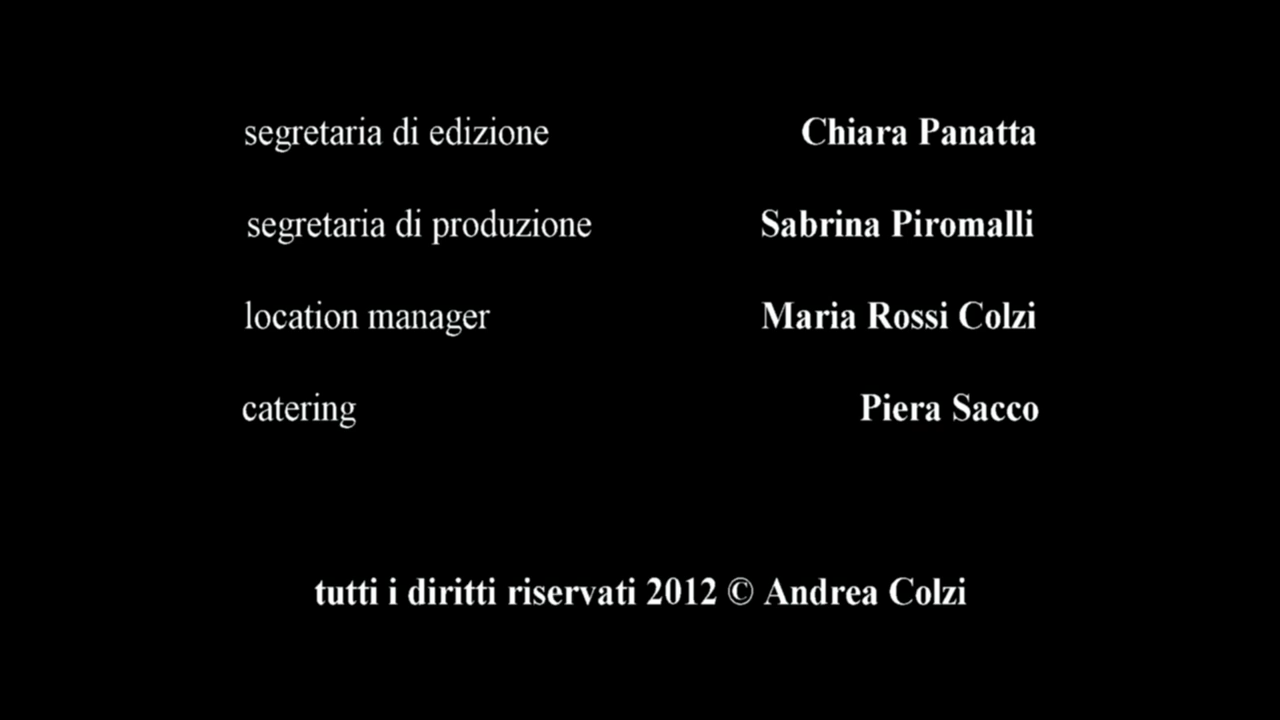 segretaria di edizione Chiara Panatta
segretaria di produzione Sabrina Piromalli
location manager Maria Rossi Colzi
catering Piera Sacco
tutti i diritti riservati 2012 © Andrea Colzi